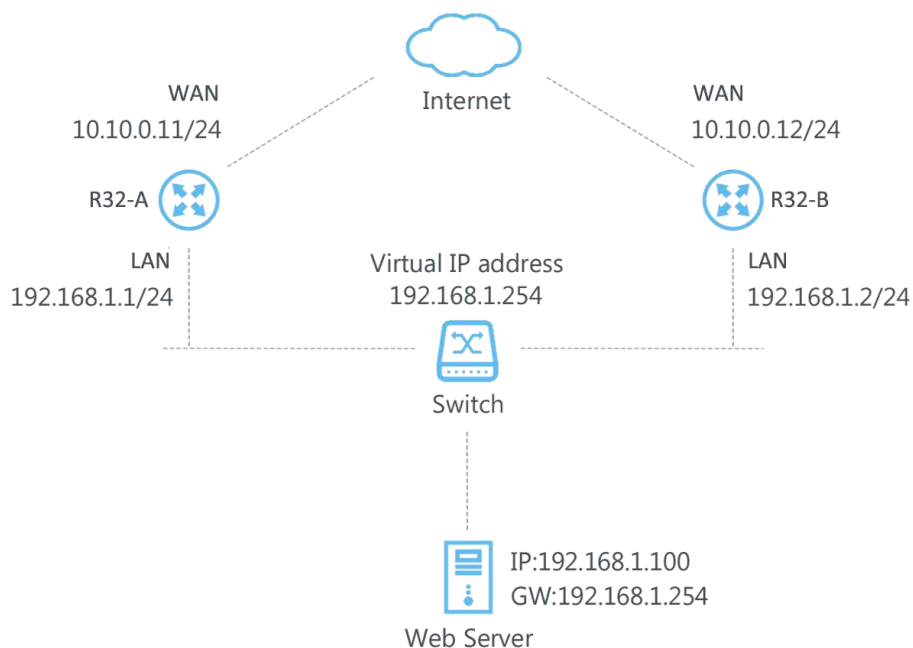 Internet
WAN
10.10.0.11/24
WAN
10.10.0.12/24
R32-A
R32-B
LAN
192.168.1.1/24
Virtual IP address
192.168.1.254
LAN
192.168.1.2/24
Switch
IP:192.168.1.100
GW:192.168.1.254
Web Server